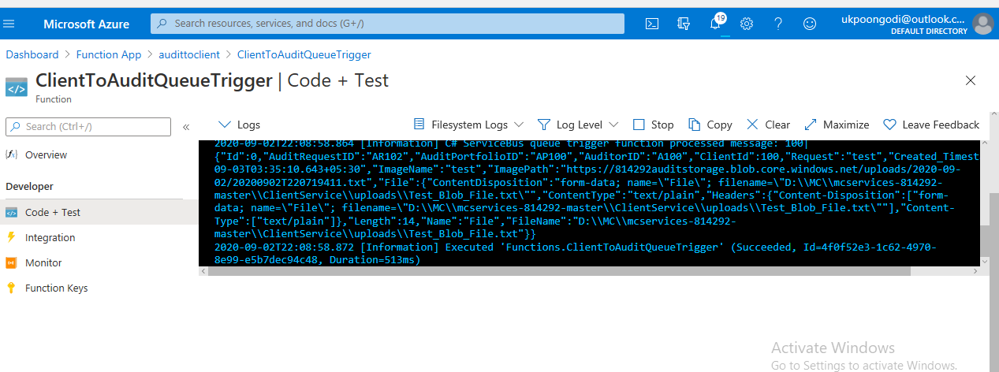 Microsoft Azure
Search resources, services, and docs (G+/)
19
ukpoongodi@outlook.c...
DEFAULT DIRECTORY
Dashboard > Function App > audittoclient > ClientToAuditQueueTrigger
ClientToAuditQueueTrigger | Code + Test
Function
Search (Ctrl+/)
«
Overview
Developer
Code + Test
Integration
Monitor
Function Keys
Logs
Filesystem Logs
Log Level
Stop
Copy
Clear
Maximize
Leave Feedback
2020-09-02T22:08:58.864 [Information] C# ServiceBus queue trigger function processed message: 100|
{"Id":0,"AuditRequestID":"AR102","AuditPortfolioID":"AP100","AuditorID":"A100","ClientId":100,"Request":"test","Created_Timest
09-03T03:35:10.643+05:30","ImageName":"test","ImagePath":"https://814292auditstorage.blob.core.windows.net/uploads/2020-09-
02/20200902T220719411.txt","File":{"ContentDisposition":"form-data; name=\"File\"; filename=\"D:\\MC\\mcservices-814292-
master\\ClientService\\uploads\\Test_Blob_File.txt\"","ContentType":"text/plain","Headers":{"Content-Disposition":["form-
data; name=\"File\"; filename=\"D:\\MC\\mcservices-814292-master\\ClientService\\uploads\\Test_Blob_File.txt\""],"Content-
Type":["text/plain"]},"Length":14,"Name":"File","FileName":"D:\\MC\\mcservices-814292-
master\\ClientService\\uploads\\Test_Blob_File.txt"}}
2020-09-02T22:08:58.872 [Information] Executed 'Functions.ClientToAuditQueueTrigger' (Succeeded, Id=4f0f52e3-1c62-4970-
8e99-e5b7dec94c48, Duration=513ms)
Activate Windows
Go to Settings to activate Windows.